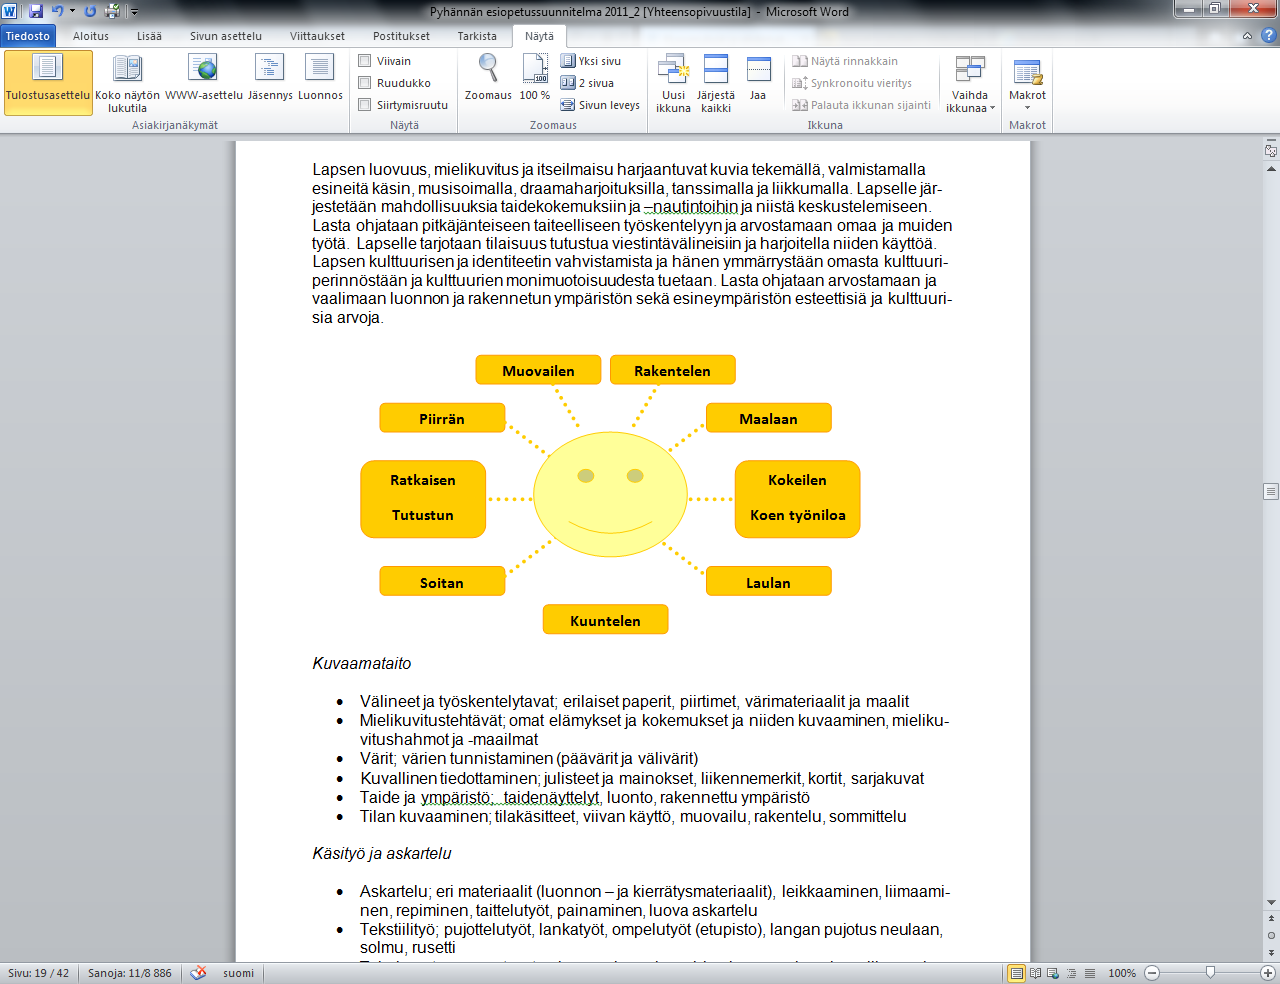 Pyhännän esiopetussuunnitelma 2011_2 [Yhteensopivuustila] - Microsoft Word
Tiedosto Aloitus Lisää Sivun asettelu Viittaukset Postitukset Tarkista Näytä
Tulostusasettelu Koko näytön lukutila WWW-asettelu Jäsennys Luonnos
Asiakirjanäkymät
Viivain
Ruudukko
Siirtymisruutu
Näytä
Zoomaus 100 %
Yksi sivu
2 sivua
Sivun leveys
Zoomaus
Uusi ikkuna Järjestä kaikki Jaa
Näytä rinnakkain
Synkronoitu vieritys
Palauta ikkunan sijainti
Vaihda ikkunaa
Ikkuna
Makrot
Makrot
Lapsen luovuus, mielikuvitus ja itseilmaisu harjaantuvat kuvia tekemällä, valmistamalla
esineitä käsin, musisoimalla, draamaharjoituksilla, tanssimalla ja liikkumalla. Lapselle jär-
jestetään mahdollisuuksia taidekokemuksiin ja –nautintoihin ja niistä keskustelemiseen.
Lasta ohjataan pitkäjänteiseen taiteelliseen työskentelyyn ja arvostamaan omaa ja muiden
työtä. Lapselle tarjotaan tilaisuus tutustua viestintävälineisiin ja harjoitella niiden käyttöä.
Lapsen kulttuurisen ja identiteetin vahvistamista ja hänen ymmärrystään omasta kulttuuri-
perinnöstään ja kulttuurien monimuotoisuudesta tuetaan. Lasta ohjataan arvostamaan ja
vaalimaan luonnon ja rakennetun ympäristön sekä esineympäristön esteettisiä ja kulttuuri-
sia arvoja.
Muovailen Rakentelen
Piirrän Maalaan
Ratkaisen
Tutustun
Kokeilen
Koen työniloa
Soitan Laulan
Kuuntelen
Kuvaamataito
• Välineet ja työskentelytavat; erilaiset paperit, piirtimet, värimateriaalit ja maalit
• Mielikuvitustehtävät; omat elämykset ja kokemukset ja niiden kuvaaminen, mieliku-
vitushahmot ja -maailmat
• Värit; värien tunnistaminen (päävärit ja välivärit)
• Kuvallinen tiedottaminen; julisteet ja mainokset, liikennemerkit, kortit, sarjakuvat
• Taide ja ympäristö; taidenäyttelyt, luonto, rakennettu ympäristö
• Tilan kuvaaminen; tilakäsitteet, viivan käyttö, muovailu, rakentelu, sommittelu
Käsityö ja askartelu
• Askartelu; eri materiaalit (luonnon – ja kierrätysmateriaalit), leikkaaminen, liimaami-
nen, repiminen, taittelutyöt, painaminen, luova askartelu
• Tekstiilityö; pujottelutyöt, lankatyöt, ompelutyöt (etupisto), langan pujotus neulaan,
solmu, rusetti
Sivu: 19 / 42 Sanoja: 11/8 886 suomi 100%